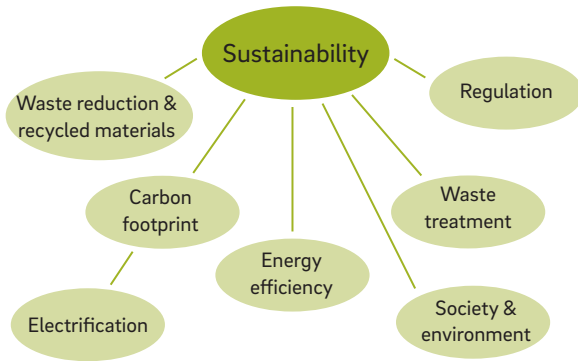 Sustainability
Waste reduction &
recycled materials
Regulation
Carbon
footprint
Waste
treatment
Energy
efficiency
Electrification
Society &
environment